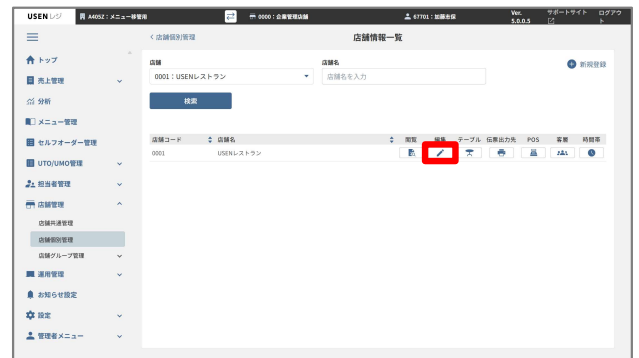 USEN レジ
A4052：メニュー移管用
0000：企業管理店舗
67701：加藤志保
Ver. 5.0.0.5
サポートサイト
ログアウト
＜ 店舗個別管理
店舗情報一覧
トップ
売上管理
分析
メニュー管理
セルフオーダー管理
UTO/UMO管理
担当者管理
店舗管理
店舗共通管理
店舗個別管理
店舗グループ管理
運用管理
お知らせ設定
設定
管理者メニュー
店舗
店舗名
0001：USENレストラン
店舗名を入力
新規登録
検索
店舗コード 店舗名 閲覧 編集 テーブル 伝票出力先 POS 客層 時間帯
0001 USENレストラン